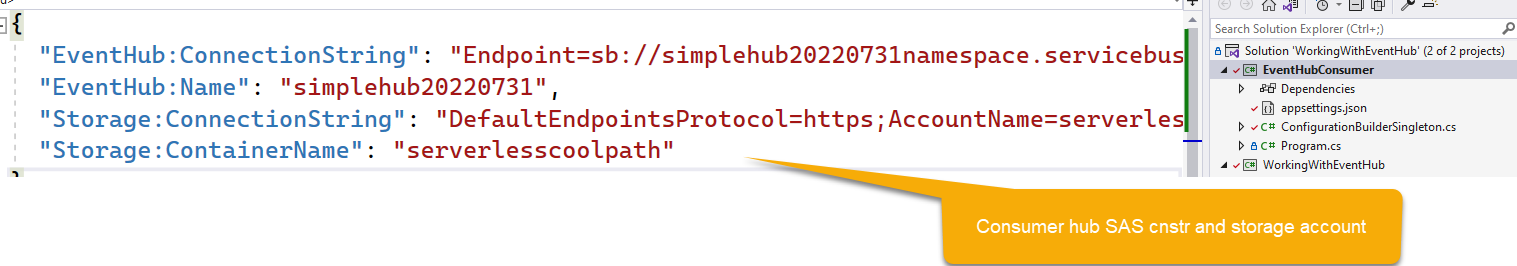 {
"EventHub:ConnectionString": "Endpoint=sb://simplehub20220731namespace.servicebus
"EventHub:Name": "simplehub20220731",
"Storage:ConnectionString": "DefaultEndpointsProtocol=https;AccountName=serverles
"Storage:ContainerName": "serverlesscoolpath"
Search Solution Explorer (Ctrl+;)
Solution 'WorkingWithEventHub' (2 of 2 projects)
EventHubConsumer
Dependencies
appsettings.json
ConfigurationBuilderSingleton.cs
Program.cs
WorkingWithEventHub
Consumer hub SAS cnstr and storage account